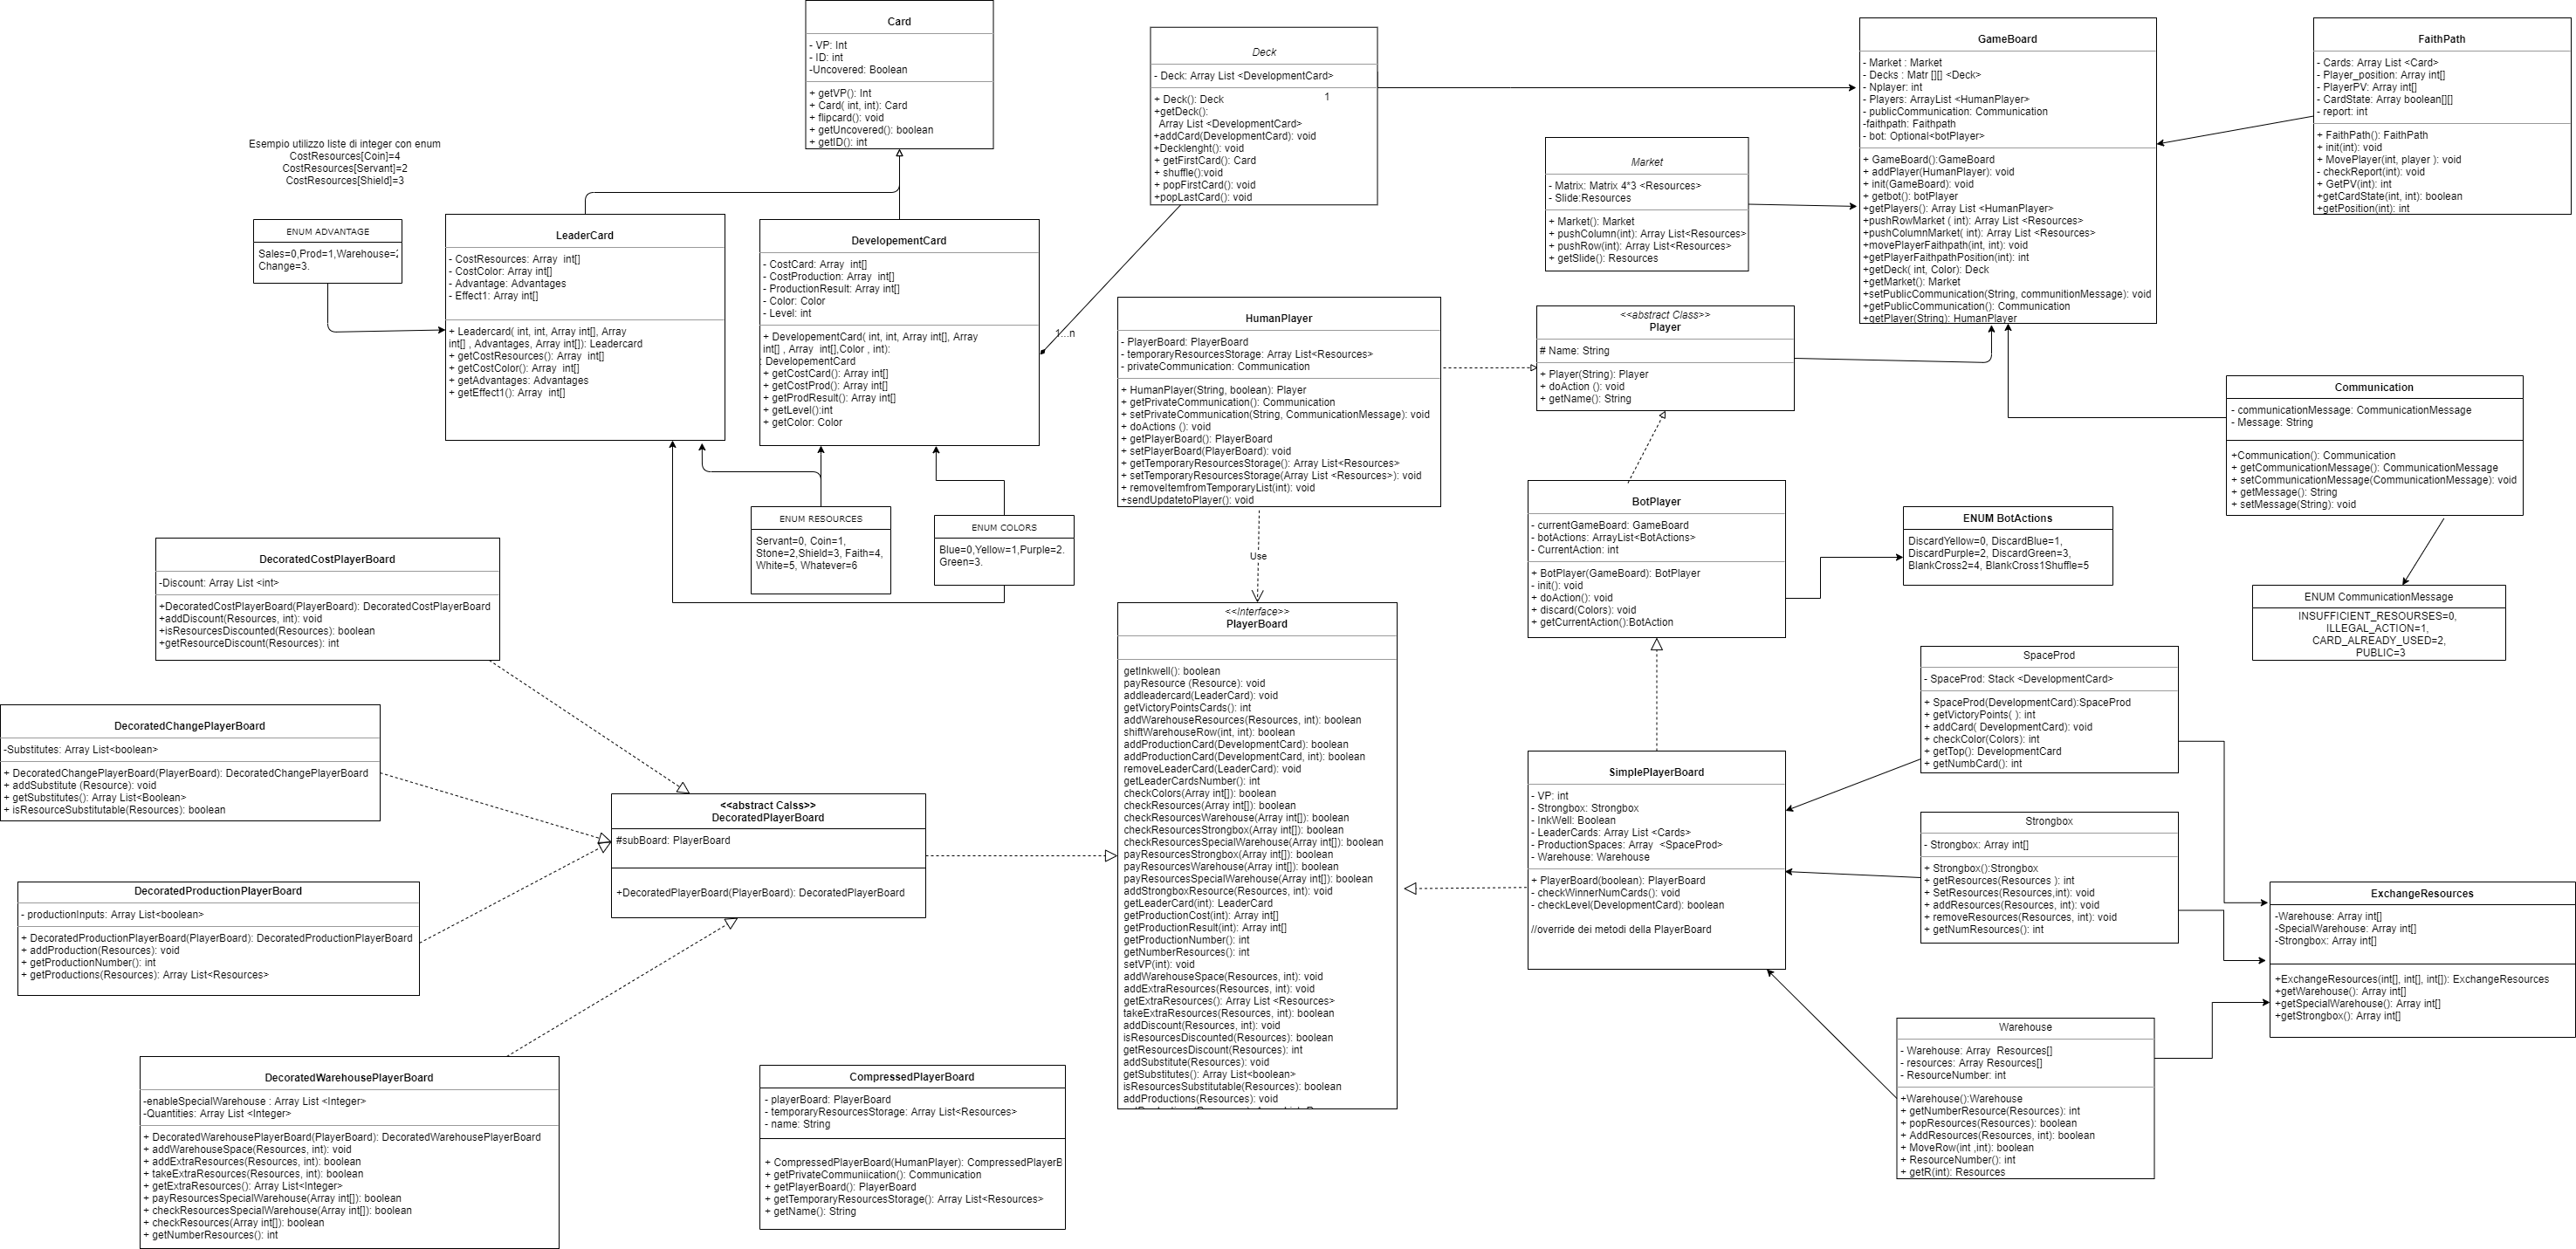 Card
- VP: Int
- ID: int
-Uncovered: Boolean
+ getVP(): Int
+ Card( int, int): Card
+ flipcard(): void
+ getUncovered(): boolean
+ getID(): int
Deck
- Deck: Array List <DevelopmentCard>
+ Deck(): Deck
+getDeck():
Array List <DevelopmentCard>
+addCard(DevelopmentCard): void
+Decklenght(): void
+ getFirstCard(): Card
+ shuffle():void
+ popFirstCard(): void
+popLastCard(): void
1
1...n
GameBoard
- Market : Market
- Decks : Matr [][] <Deck>
- Nplayer: int
- Players: ArrayList <HumanPlayer>
- publicCommunication: Communication
-faithpath: Faithpath
- bot: Optional<botPlayer>
+ GameBoard():GameBoard
+ addPlayer(HumanPlayer): void
+ init(GameBoard): void
+ getbot(): botPlayer
+getPlayers(): Array List <HumanPlayer>
+pushRowMarket ( int): Array List <Resources>
+pushColumnMarket( int): Array List <Resources>
+movePlayerFaithpath(int, int): void
+getPlayerFaithpathPosition(int): int
+getDeck( int, Color): Deck
+getMarket(): Market
+setPublicCommunication(String, communitionMessage): void
+getPublicCommunication(): Communication
+getPlayer(String): HumanPlayer
FaithPath
- Cards: Array List <Card>
- Player_position: Array int[]
- PlayerPV: Array int[]
- CardState: Array boolean[][]
- report: int
+ FaithPath(): FaithPath
+ init(int): void
+ MovePlayer(int, player ): void
- checkReport(int): void
+ GetPV(int): int
+getCardState(int, int): boolean
+getPosition(int): int
Market
- Matrix: Matrix 4*3 <Resources>
- Slide:Resources
+ Market(): Market
+ pushColumn(int): Array List<Resources>
+ pushRow(int): Array List<Resources>
+ getSlide(): Resources
Esempio utilizzo liste di integer con enum
CostResources[Coin]=4
CostResources[Servant]=2
CostResources[Shield]=3
ENUM ADVANTAGE
Sales=0,Prod=1,Warehouse=2
Change=3.
LeaderCard
- CostResources: Array  int[]
- CostColor: Array int[]
- Advantage: Advantages
- Effect1: Array int[]
+ Leadercard( int, int, Array int[], Array
int[] , Advantages, Array int[]): Leadercard
+ getCostResources(): Array  int[]
+ getCostColor(): Array  int[]
+ getAdvantages: Advantages
+ getEffect1(): Array  int[]
DevelopementCard
- CostCard: Array  int[]
- CostProduction: Array  int[]
- ProductionResult: Array int[]
- Color: Color
- Level: int
+ DevelopementCard( int, int, Array int[], Array
int[] , Array  int[],Color , int):
: DevelopementCard
+ getCostCard(): Array int[]
+ getCostProd(): Array int[]
+ getProdResult(): Array int[]
+ getLevel():int
+ getColor: Color
HumanPlayer
- PlayerBoard: PlayerBoard
- temporaryResourcesStorage: Array List<Resources>
- privateCommunication: Communication
+ HumanPlayer(String, boolean): Player
+ getPrivateCommunication(): Communication
+ setPrivateCommunication(String, CommunicationMessage): void
+ doActions (): void
+ getPlayerBoard(): PlayerBoard
+ setPlayerBoard(PlayerBoard): void
+ getTemporaryResourcesStorage(): Array List<Resources>
+ setTemporaryResourcesStorage(Array List <Resources>): void
+ removeItemfromTemporaryList(int): void
+sendUpdatetoPlayer(): void
<<abstract Class>>
Player
# Name: String
+ Player(String): Player
+ doAction (): void
+ getName(): String
Communication
- communicationMessage: CommunicationMessage
- Message: String
+Communication(): Communication
+ getCommunicationMessage(): CommunicationMessage
+ setCommunicationMessage(CommunicationMessage): void
+ getMessage(): String
+ setMessage(String): void
ENUM RESOURCES
Servant=0, Coin=1,
Stone=2,Shield=3, Faith=4,
White=5, Whatever=6
ENUM COLORS
Blue=0,Yellow=1,Purple=2.
Green=3.
Use
BotPlayer
- currentGameBoard: GameBoard
- botActions: ArrayList<BotActions>
- CurrentAction: int
+ BotPlayer(GameBoard): BotPlayer
- init(): void
+ doAction(): void
+ discard(Colors): void
+ getCurrentAction():BotAction
ENUM BotActions
DiscardYellow=0, DiscardBlue=1,
DiscardPurple=2, DiscardGreen=3,
BlankCross2=4, BlankCross1Shuffle=5
ENUM CommunicationMessage
INSUFFICIENT_RESOURSES=0,
ILLEGAL_ACTION=1,
CARD_ALREADY_USED=2,
PUBLIC=3
DecoratedCostPlayerBoard
-Discount: Array List <int>
+DecoratedCostPlayerBoard(PlayerBoard): DecoratedCostPlayerBoard
+addDiscount(Resources, int): void
+isResourcesDiscounted(Resources): boolean
+getResourceDiscount(Resources): int
DecoratedChangePlayerBoard
-Substitutes: Array List<boolean>
+ DecoratedChangePlayerBoard(PlayerBoard): DecoratedChangePlayerBoard
+ addSubstitute (Resource): void
+ getSubstitutes(): Array List<Boolean>
+ isResourceSubstitutable(Resources): boolean
DecoratedProductionPlayerBoard
- productionInputs: Array List<boolean>
+ DecoratedProductionPlayerBoard(PlayerBoard): DecoratedProductionPlayerBoard
+ addProduction(Resources): void
+ getProductionNumber(): int
+ getProductions(Resources): Array List<Resources>
DecoratedWarehousePlayerBoard
-enableSpecialWarehouse : Array List <Integer>
-Quantities: Array List <Integer>
+ DecoratedWarehousePlayerBoard(PlayerBoard): DecoratedWarehousePlayerBoard
+ addWarehouseSpace(Resources, int): void
+ addExtraResources(Resources, int): boolean
+ takeExtraResources(Resources, int): boolean
+ getExtraResources(): Array List<Integer>
+ payResourcesSpecialWarehouse(Array int[]): boolean
+ checkResourcesSpecialWarehouse(Array int[]): boolean
+ checkResources(Array int[]): boolean
+ getNumberResources(): int
<<abstract Calss>>
DecoratedPlayerBoard
#subBoard: PlayerBoard
+DecoratedPlayerBoard(PlayerBoard): DecoratedPlayerBoard
CompressedPlayerBoard
- playerBoard: PlayerBoard
- temporaryResourcesStorage: Array List<Resources>
- name: String
+ CompressedPlayerBoard(HumanPlayer): CompressedPlayerB
+ getPrivateCommuniication(): Communication
+ getPlayerBoard(): PlayerBoard
+ getTemporaryResourcesStorage(): Array List<Resources>
+ getName(): String
<<Interface>>
PlayerBoard
getInkwell(): boolean
payResource (Resource): void
addleadercard(LeaderCard): void
getVictoryPointsCards(): int
addWarehouseResources(Resources, int): boolean
shiftWarehouseRow(int, int): boolean
addProductionCard(DevelopmentCard): boolean
addProductionCard(DevelopmentCard, int): boolean
removeLeaderCard(LeaderCard): void
getLeaderCardsNumber(): int
checkColors(Array int[]): boolean
checkResources(Array int[]): boolean
checkResourcesWarehouse(Array int[]): boolean
checkResourcesStrongbox(Array int[]): boolean
checkResourcesSpecialWarehouse(Array int[]): boolean
payResourcesStrongbox(Array int[]): boolean
payResourcesWarehouse(Array int[]): boolean
payResourcesSpecialWarehouse(Array int[]): boolean
addStrongboxResource(Resources, int): void
getLeaderCard(int): LeaderCard
getProductionCost(int): Array int[]
getProductionResult(int): Array int[]
getProductionNumber(): int
getNumberResources(): int
setVP(int): void
addWarehouseSpace(Resources, int): void
addExtraResources(Resources, int): void
getExtraResources(): Array List <Resources>
takeExtraResources(Resources, int): boolean
addDiscount(Resources, int): void
isResourcesDiscounted(Resources): boolean
getResourcesDiscount(Resources): int
addSubstitute(Resources): void
getSubstitutes(): Array List<boolean>
isResourcesSubstitutable(Resources): boolean
addProductions(Resources): void
SimplePlayerBoard
- VP: int
- Strongbox: Strongbox
- InkWell: Boolean
- LeaderCards: Array List <Cards>
- ProductionSpaces: Array  <SpaceProd>
- Warehouse: Warehouse
+ PlayerBoard(boolean): PlayerBoard
- checkWinnerNumCards(): void
- checkLevel(DevelopmentCard): boolean
//override dei metodi della PlayerBoard
SpaceProd
- SpaceProd: Stack <DevelopmentCard>
+ SpaceProd(DevelopmentCard):SpaceProd
+ getVictoryPoints( ): int
+ addCard( DevelopmentCard): void
+ checkColor(Colors): int
+ getTop(): DevelopmentCard
+ getNumbCard(): int
Strongbox
- Strongbox: Array int[]
+ Strongbox():Strongbox
+ getResources(Resources ): int
+ SetResources(Resources,int): void
+ addResources(Resources, int): void
+ removeResources(Resources, int): void
+ getNumResources(): int
ExchangeResources
-Warehouse: Array int[]
-SpecialWarehouse: Array int[]
-Strongbox: Array int[]
+ExchangeResources(int[], int[], int[]): ExchangeResources
+getWarehouse(): Array int[]
+getSpecialWarehouse(): Array int[]
+getStrongbox(): Array int[]
Warehouse
- Warehouse: Array  Resources[]
- resources: Array Resources[]
- ResourceNumber: int
+Warehouse():Warehouse
+ getNumberResource(Resources): int
+ popResources(Resources): boolean
+ AddResources(Resources, int): boolean
+ MoveRow(int ,int): boolean
+ ResourceNumber(): int
+ getR(int): Resources